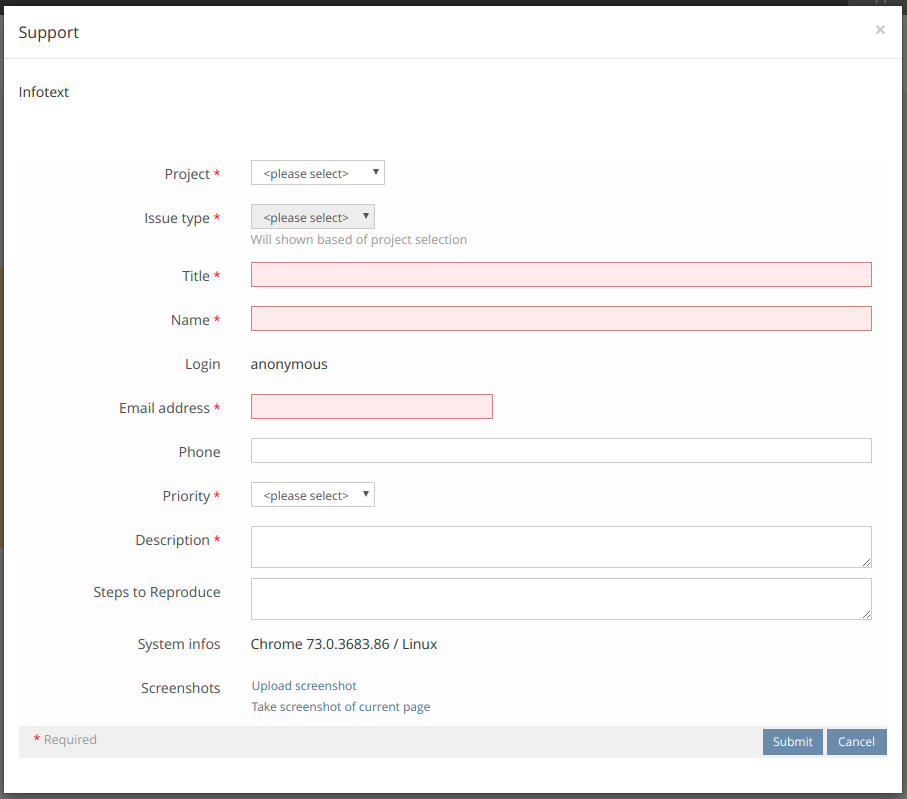 Support ×
Infotext
Project * <please select>
Issue type * <please select>
Will shown based of project selection
Title *
Name *
Login anonymous
Email address *
Phone
Priority * <please select>
Description *
Steps to Reproduce
System infos Chrome 73.0.3683.86 / Linux
Screenshots Upload screenshot
Take screenshot of current page
* Required Submit Cancel